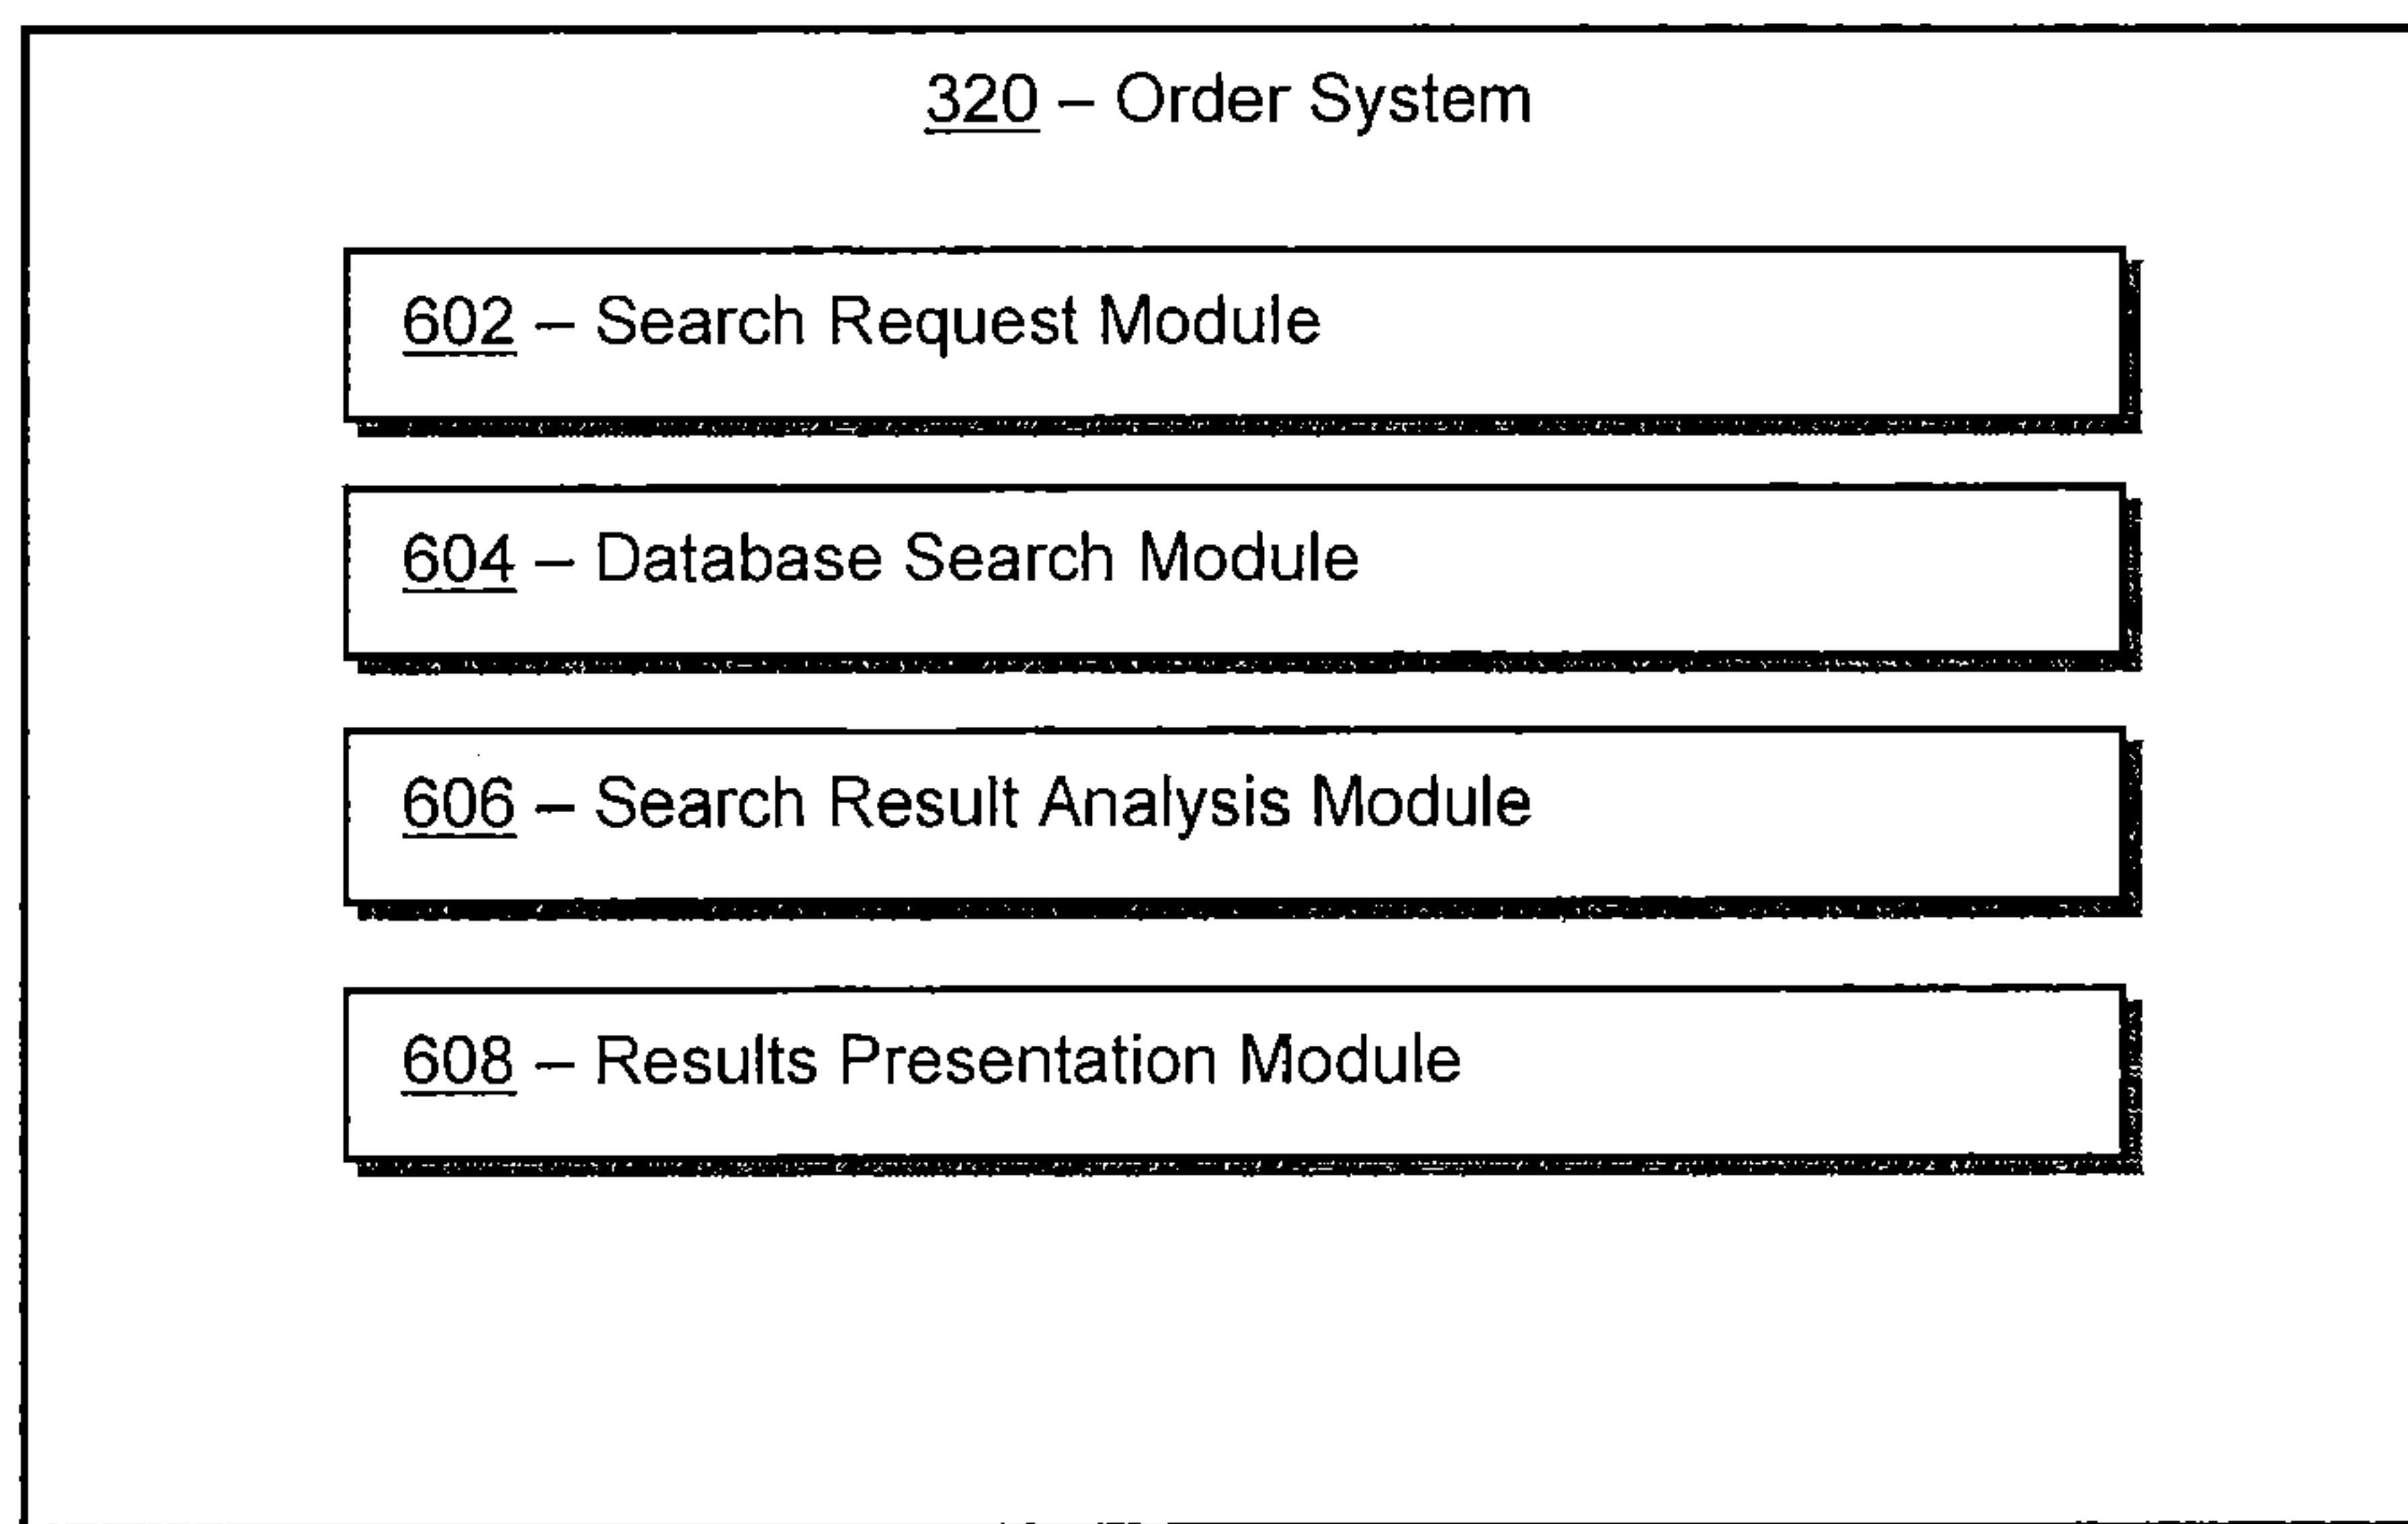 320 – Order System
602 – Search Request Module
604 – Database Search Module
606 – Search Result Analysis Module
608 – Results Presentation Module